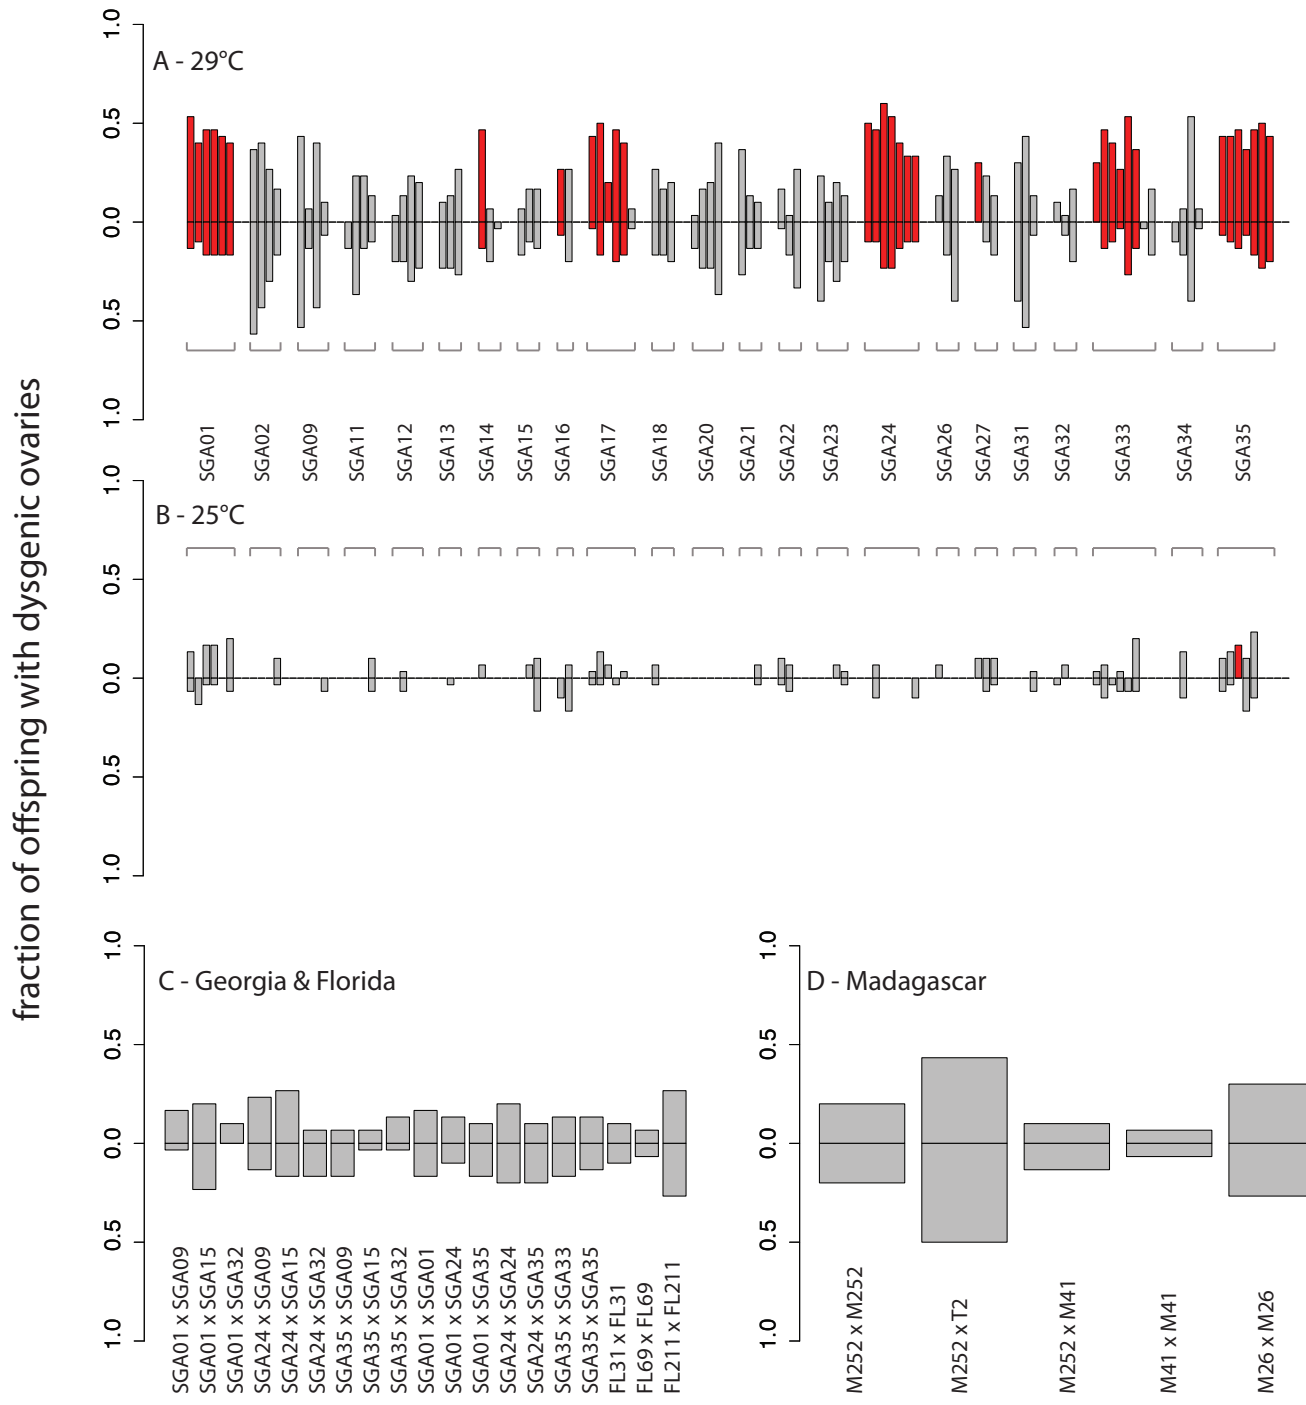 fraction of offspring with dysgenic ovaries
A - 29°C
1.0
0.5
0.0
0.5
1.0
SGA01
SGA02
SGA09
SGA11
SGA12
SGA13
SGA14
SGA15
SGA16
SGA17
SGA18
SGA20
SGA21
SGA22
SGA23
SGA24
SGA26
SGA27
SGA31
SGA32
SGA33
SGA34
SGA35
B - 25°C
1.0
0.5
0.0
0.5
1.0
C - Georgia & Florida
1.0
0.5
0.0
0.5
1.0
SGA01 x SGA09
SGA01 x SGA15
SGA01 x SGA32
SGA24 x SGA09
SGA24 x SGA15
SGA24 x SGA32
SGA35 x SGA09
SGA35 x SGA15
SGA35 x SGA32
SGA01 x SGA01
SGA01 x SGA24
SGA01 x SGA35
SGA24 x SGA24
SGA24 x SGA35
SGA35 x SGA33
SGA35 x SGA35
FL31 x FL31
FL69 x FL69
FL211 x FL211
D - Madagascar
1.0
0.5
0.0
0.5
1.0
M252 x M252
M252 x T2
M252 x M41
M41 x M41
M26 x M26